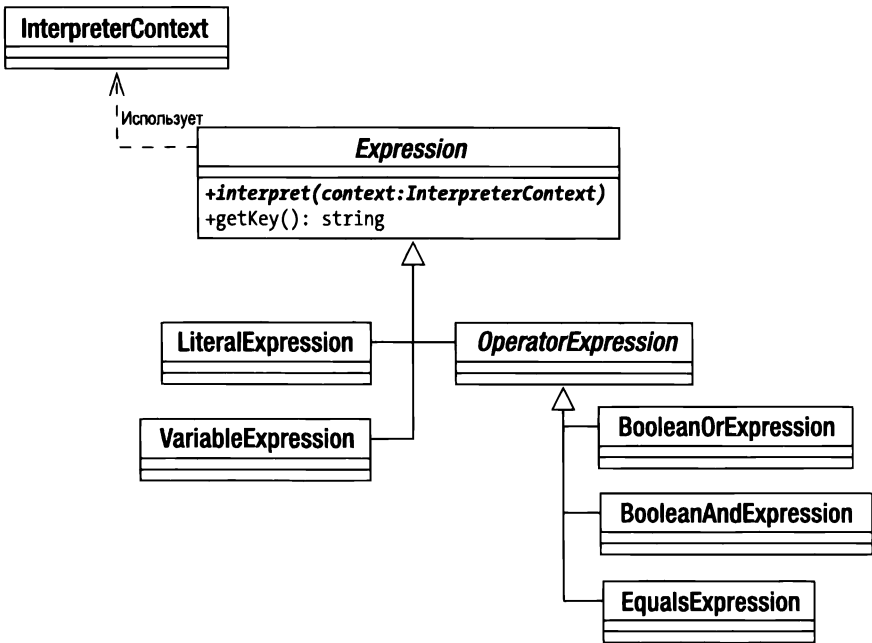 InterpreterContext
Использует
Expression
+interpret(context:InterpreterContext)
+getKey(): string
LiteralExpression
OperatorExpression
VariableExpression
BooleanOrExpression
BooleanAndExpression
EqualsExpression